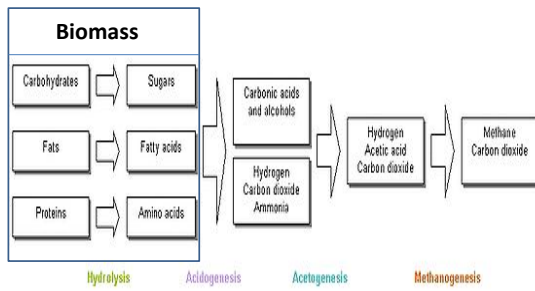 Biomass
Carbohydrates
Sugars
Fats
Fatty acids
Proteins
Amino acids
Carbonic acids
and alcohols
Hydrogen
Carbon dioxide
Ammonia
Hydrogen
Acetic acid
Carbon dioxide
Methane
Carbon dioxide
Hydrolysis
Acidogenesis
Acetogenesis
Methanogenesis